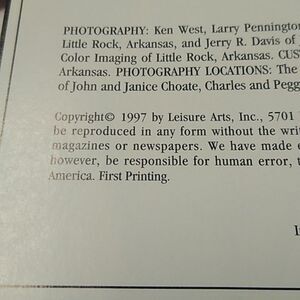 PHOTOGRAPHY: Ken West, Larry Pennington
Little Rock, Arkansas, and Jerry R. Davis of
Color Imaging of Little Rock, Arkansas. CUS
Arkansas. PHOTOGRAPHY LOCATIONS: The
of John and Janice Choate, Charles and Pegg
Copyright© 1997 by Leisure Arts, Inc., 5701
be reproduced in any form without the writ
magazines or newspapers. We have made e
however, be responsible for human error, t
America. First Printing.